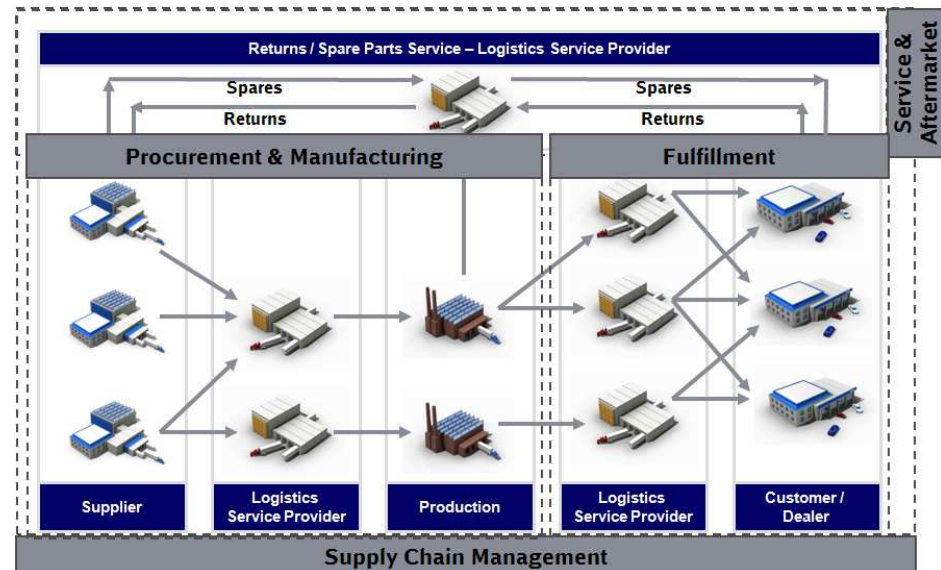 Returns / Spare Parts Service – Logistics Service Provider
Service &
Aftermarket
Spares
Spares
Returns
Returns
Procurement & Manufacturing
Fulfillment
Supplier
Logistics
Service Provider
Production
Logistics
Service Provider
Customer /
Dealer
Supply Chain Management